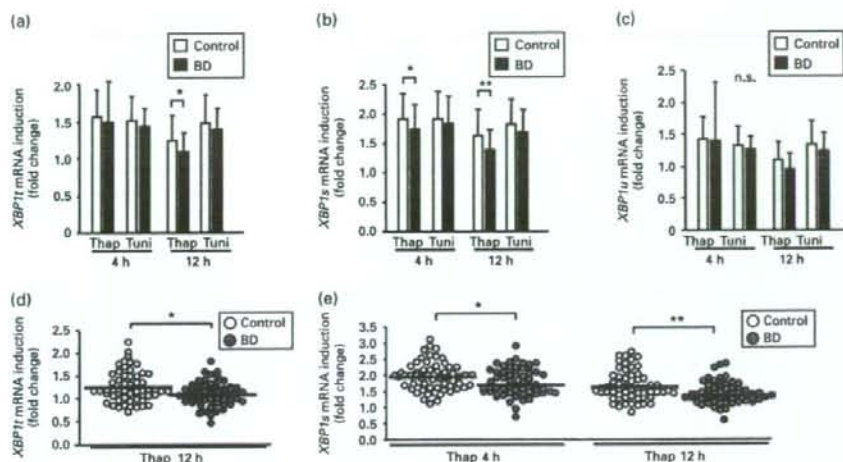 (a)
Control
BD
XBP1t mRNA induction
(fold change)
2.0
1.5
1.0
0.5
0
*
Thap Tuni Thap Tuni
4 h 12 h
(b)
Control
BD
XBP1s mRNA induction
(fold change)
2.5
2.0
1.5
1.0
0.5
0
*
**
Thap Tuni Thap Tuni
4 h 12 h
(c)
Control
BD
XBP1u mRNA induction
(fold change)
2.5
2.0
1.5
1.0
0.5
0
n.s.
Thap Tuni Thap Tuni
4 h 12 h
(d)
Control
BD
XBP1t mRNA induction
(fold change)
2.5
2.0
1.5
1.0
0.5
0.0
*
Thap 12 h
(e)
Control
BD
XBP1s mRNA induction
(fold change)
3.5
3.0
2.5
2.0
1.5
1.0
0.5
0.0
*
**
Thap 4 h Thap 12 h